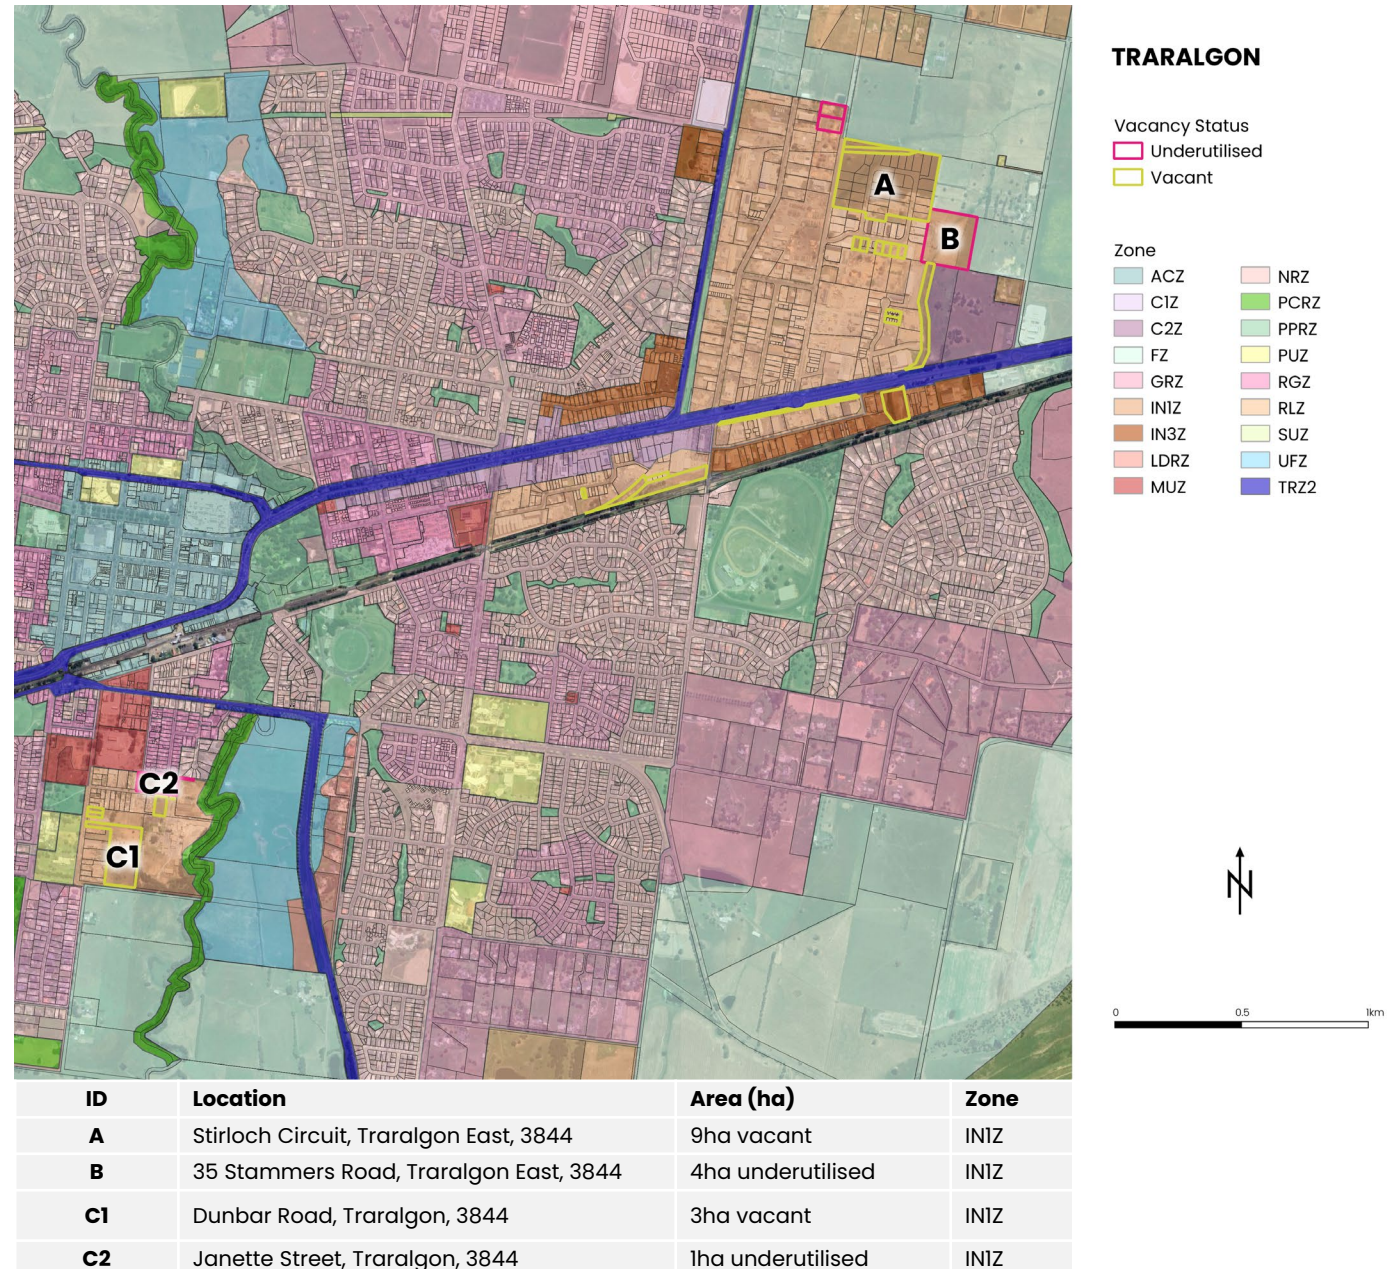 TRARALGON
Vacancy Status
Underutilised
Vacant
Zone
ACZ
C1Z
C2Z
FZ
GRZ
IN1Z
IN3Z
LDRZ
MUZ
NRZ
PCRZ
PPRZ
PUZ
RGZ
RLZ
SUZ
UFZ
TRZ2
A
B
C2
C1
N
0 0.5 1km
ID Location Area (ha) Zone
A Stirloch Circuit, Traralgon East, 3844 9ha vacant IN1Z
B 35 Stammers Road, Traralgon East, 3844 4ha underutilised IN1Z
C1 Dunbar Road, Traralgon, 3844 3ha vacant IN1Z
C2 Janette Street, Traralgon, 3844 1ha underutilised IN1Z